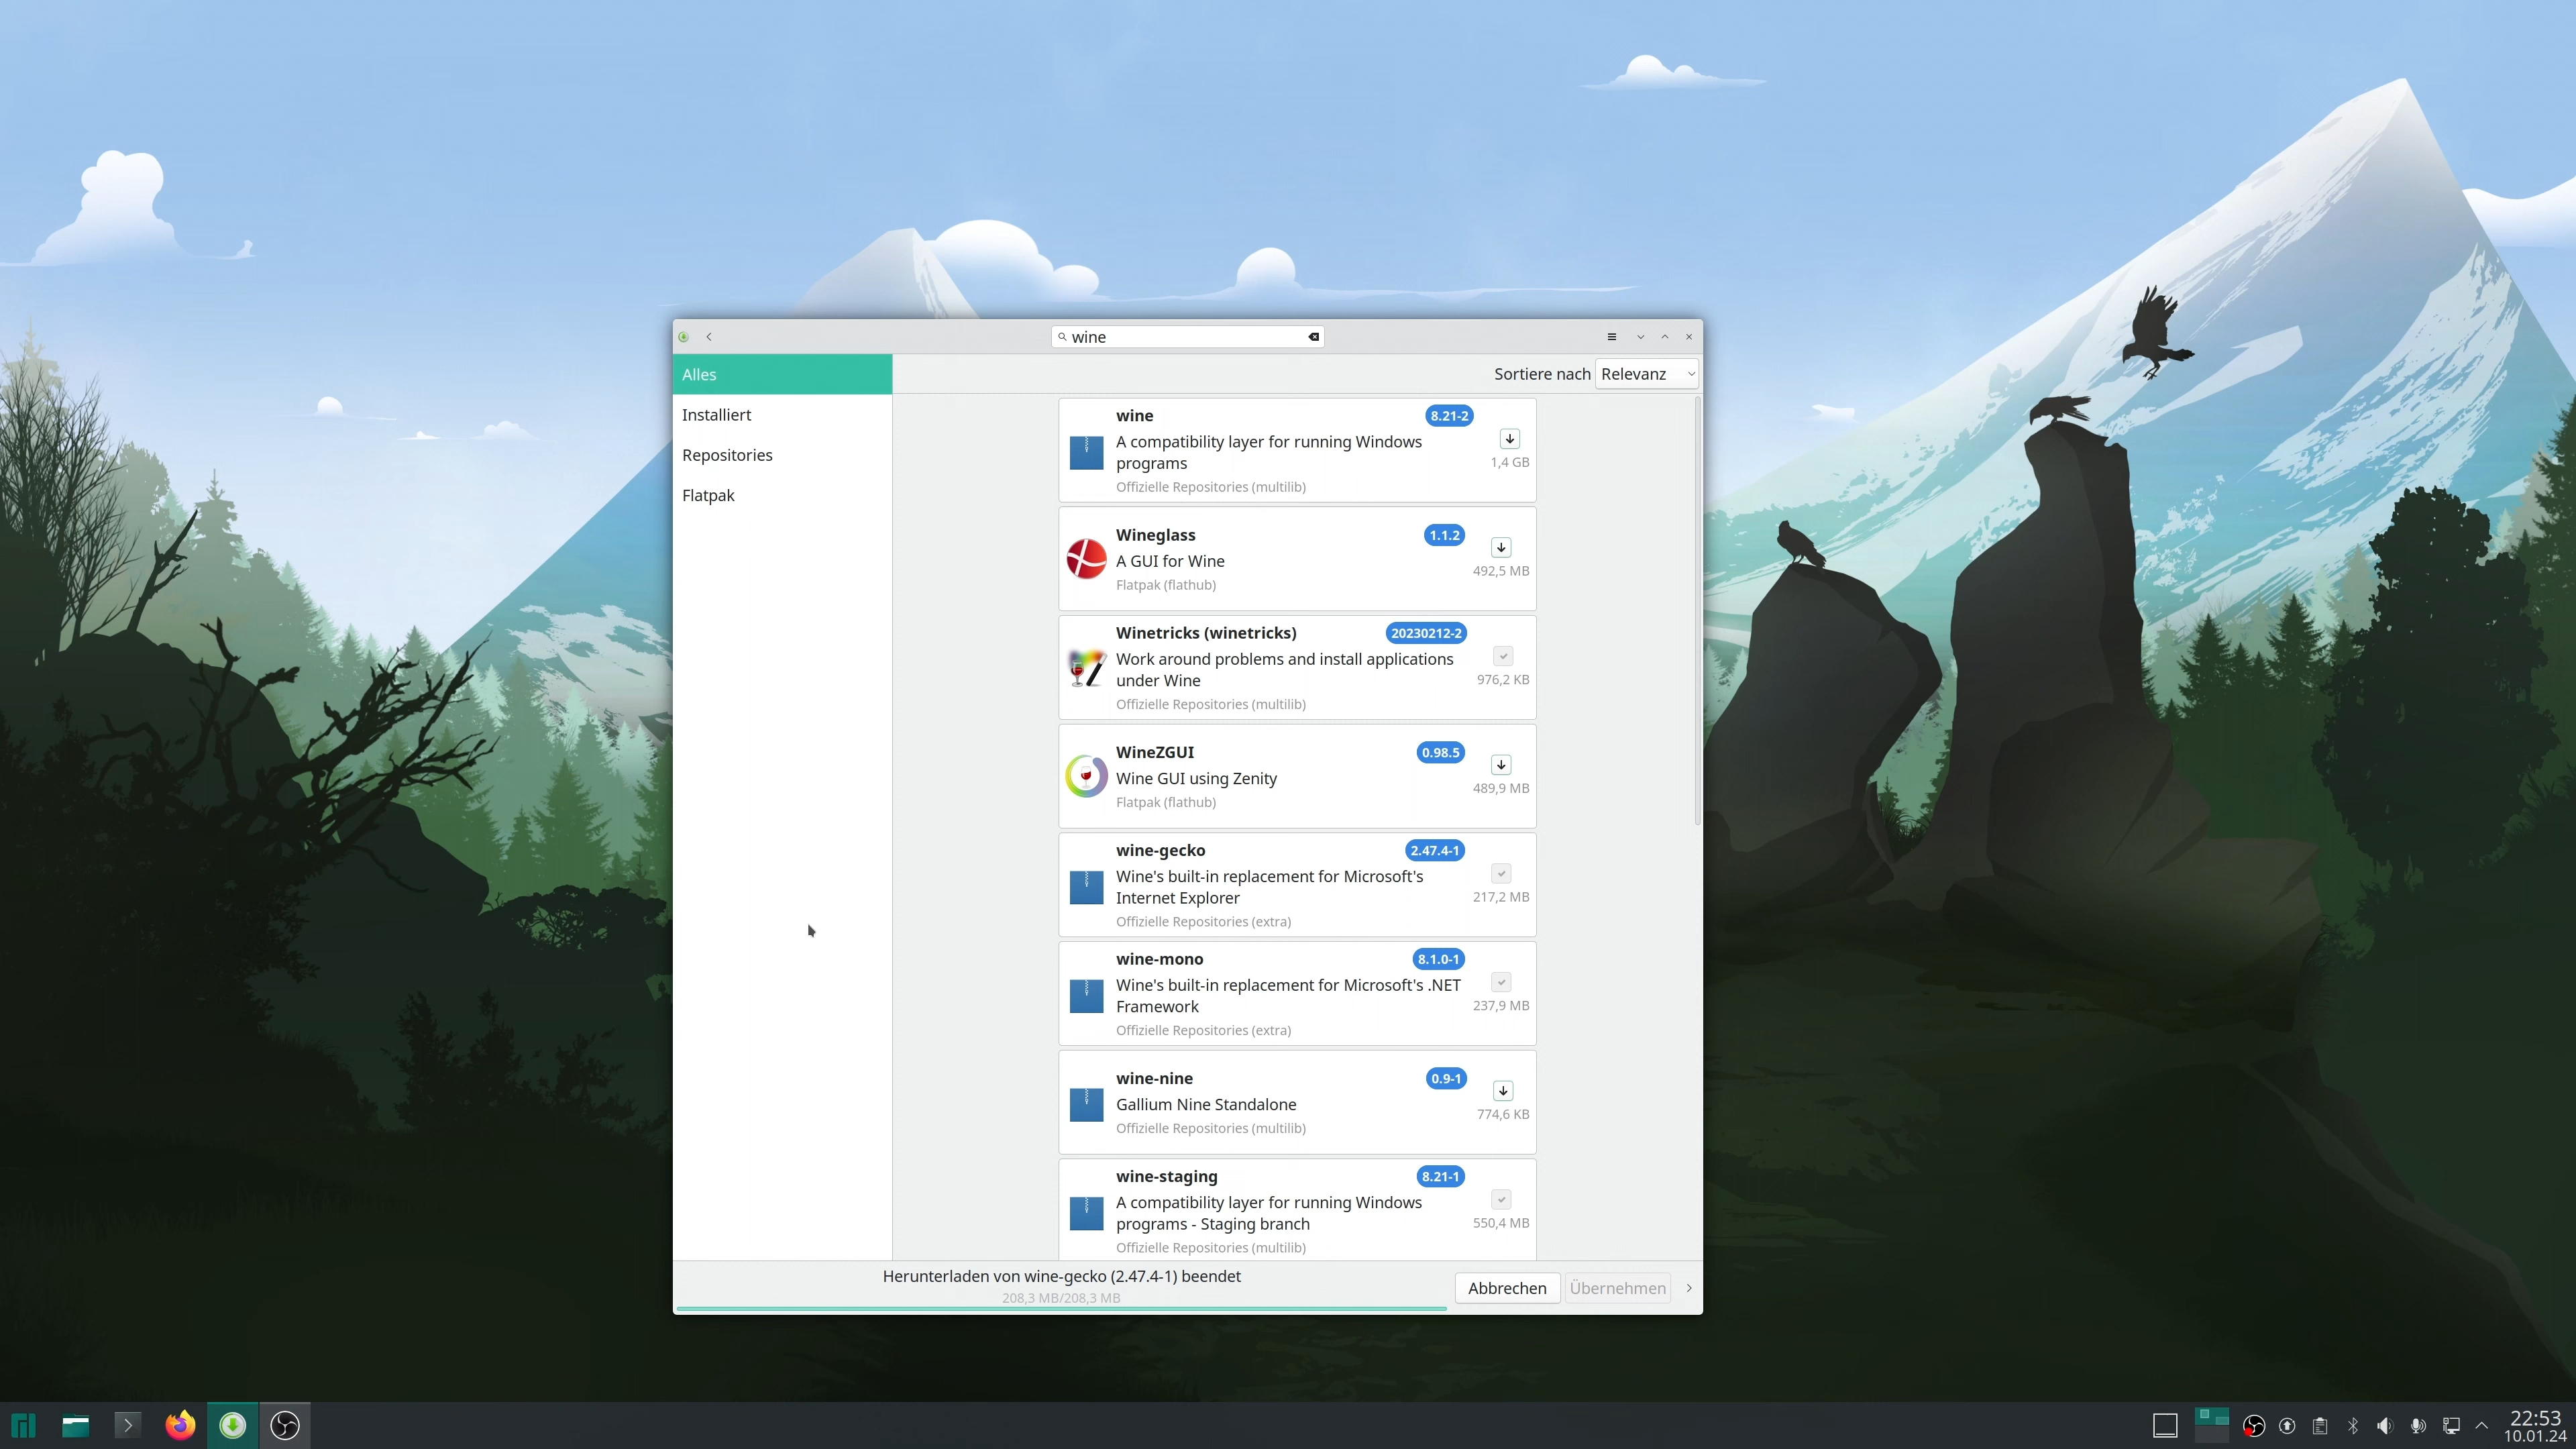 wine
Alles
Installiert
Repositories
Flatpak
Sortiere nach Relevanz
wine 8.21-2
A compatibility layer for running Windows
programs
1,4 GB
Offizielle Repositories (multilib)
Wineglass 1.1.2
A GUI for Wine
492,5 MB
Flatpak (flathub)
Winetricks (winetricks) 20230212-2
Work around problems and install applications
under Wine
976,2 KB
Offizielle Repositories (multilib)
WineZGUI 0.98.5
Wine GUI using Zenity
489,9 MB
Flatpak (flathub)
wine-gecko 2.47.4-1
Wine's built-in replacement for Microsoft's
Internet Explorer
217,2 MB
Offizielle Repositories (extra)
wine-mono 8.1.0-1
Wine's built-in replacement for Microsoft's .NET
Framework
237,9 MB
Offizielle Repositories (extra)
wine-nine 0.9-1
Gallium Nine Standalone
774,6 KB
Offizielle Repositories (multilib)
wine-staging 8.21-1
A compatibility layer for running Windows
programs - Staging branch
550,4 MB
Offizielle Repositories (multilib)
Herunterladen von wine-gecko (2.47.4-1) beendet
208,3 MB/208,3 MB
Abbrechen Übernehmen
22:53
10.01.24